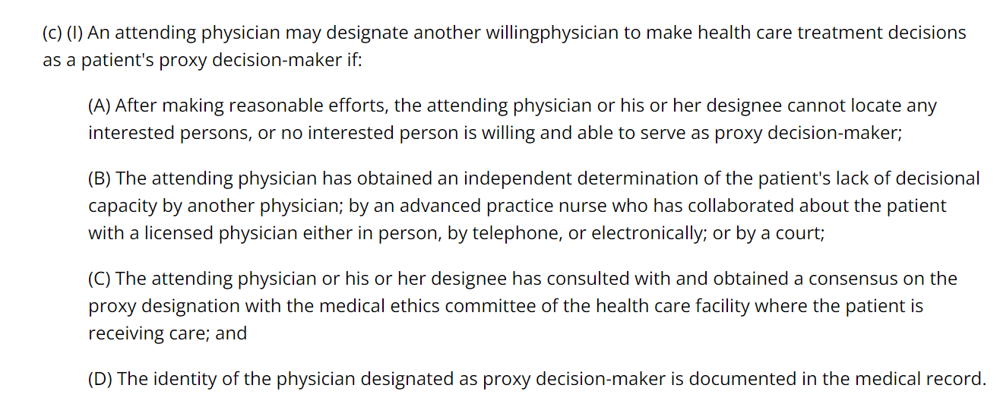 (c) (I) An attending physician may designate another willingphysician to make health care treatment decisions
as a patient's proxy decision-maker if:
(A) After making reasonable efforts, the attending physician or his or her designee cannot locate any
interested persons, or no interested person is willing and able to serve as proxy decision-maker;
(B) The attending physician has obtained an independent determination of the patient's lack of decisional
capacity by another physician; by an advanced practice nurse who has collaborated about the patient
with a licensed physician either in person, by telephone, or electronically; or by a court;
(C) The attending physician or his or her designee has consulted with and obtained a consensus on the
proxy designation with the medical ethics committee of the health care facility where the patient is
receiving care; and
(D) The identity of the physician designated as proxy decision-maker is documented in the medical record.